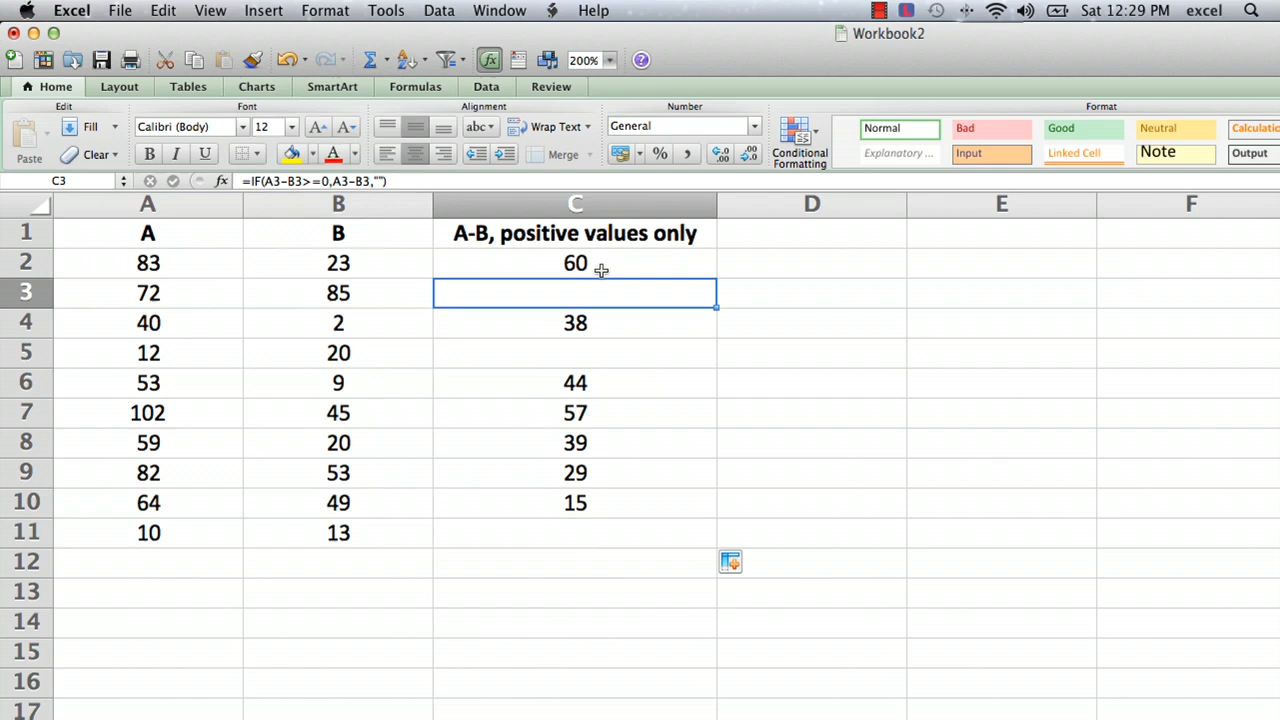 Excel File Edit View Insert Format Tools Data Window Help Sat 12:29 PM excel
Workbook2
200%
Home Layout Tables Charts SmartArt Formulas Data Review
Edit Font Alignment Number Format
Fill Calibri (Body) 12 abc Wrap Text General Normal Bad Good Neutral Calculatio
Paste Clear B I U A Merge % , Conditional Formatting Explanatory ... Input Linked Cell Note Output
C3 fx =IF(A3-B3>=0,A3-B3,"")
A B C D E F
1 A B A-B, positive values only
2 83 23 60
3 72 85
4 40 2 38
5 12 20
6 53 9 44
7 102 45 57
8 59 20 39
9 82 53 29
10 64 49 15
11 10 13
12
13
14
15
16
17